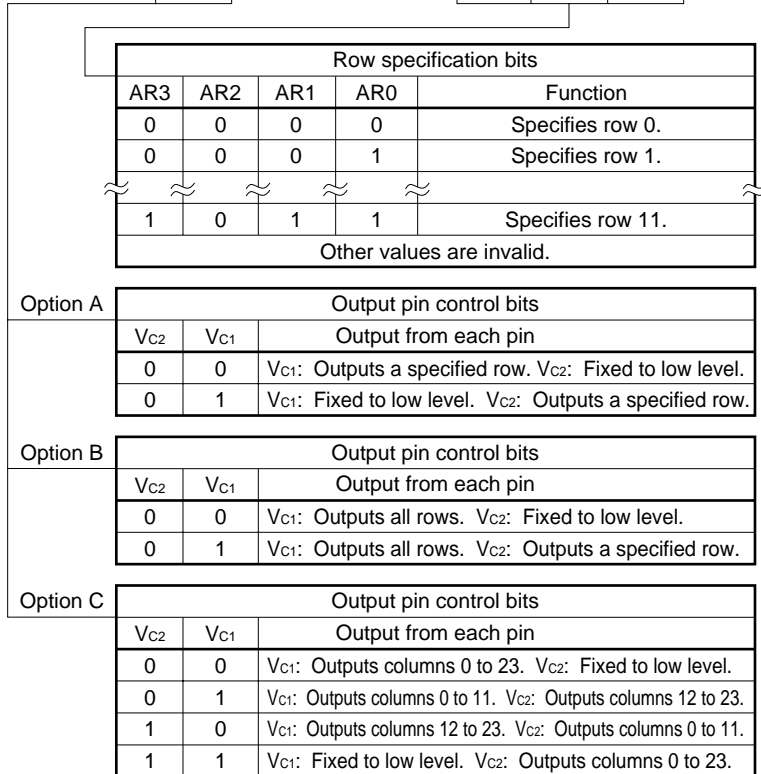 Row specification bits
AR3 AR2 AR1 AR0 Function
0 0 0 0 Specifies row 0.
0 0 0 1 Specifies row 1.
1 0 1 1 Specifies row 11.
Other values are invalid.
Option A Output pin control bits
VC2 VC1 Output from each pin
0 0 VC1: Outputs a specified row. VC2: Fixed to low level.
0 1 VC1: Fixed to low level. VC2: Outputs a specified row.
Option B Output pin control bits
VC2 VC1 Output from each pin
0 0 VC1: Outputs all rows. VC2: Fixed to low level.
0 1 VC1: Outputs all rows. VC2: Outputs a specified row.
Option C Output pin control bits
VC2 VC1 Output from each pin
0 0 VC1: Outputs columns 0 to 23. VC2: Fixed to low level.
0 1 VC1: Outputs columns 0 to 11. VC2: Outputs columns 12 to 23.
1 0 VC1: Outputs columns 12 to 23. VC2: Outputs columns 0 to 11.
1 1 VC1: Fixed to low level. VC2: Outputs columns 0 to 23.